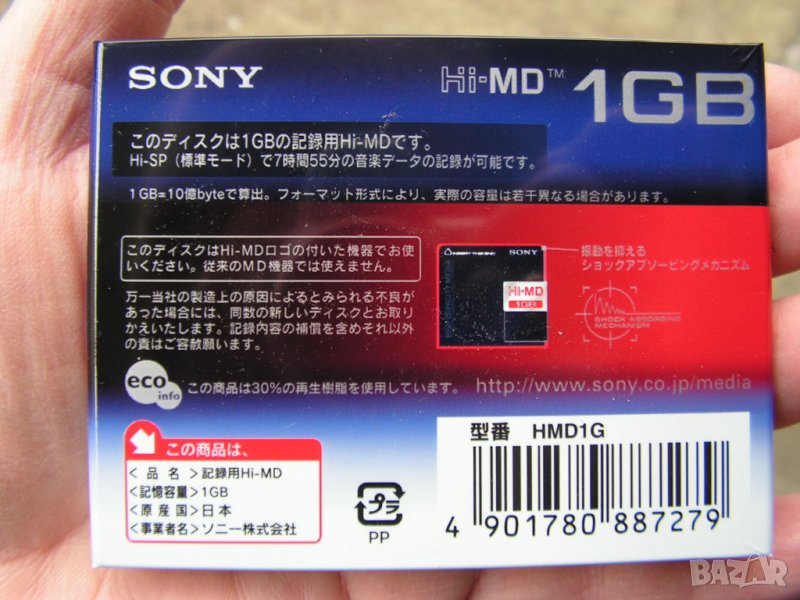 SONY
Hi-MD™ 1GB
このディスクは1GBの記録用Hi-MDです。
Hi-SP(標準モード)で7時間55分の音楽データの記録が可能です。
1GB=10億byteで算出。フォーマット形式により、実際の容量は若干異なる場合があります。
このディスクはHi-MDロゴの付いた機器でお使
いください。従来のMD機器では使えません。
万一当社の製造上の原因によるとみられる不良が
あった場合には、同数の新しいディスクとお取り
かえいたします。記録内容の補償を含めそれ以外
の責はご容赦願います。
SONY
Hi-MD
1GB
振動を抑える
ショックアブソービングメカニズム
SHOCK ABSORBING
MECHANISM
eco
info
この商品は30%の再生樹脂を使用しています。
http://www.sony.co.jp/media
この商品は、
<品名>記録用Hi-MD
<記憶容量>1GB
<原産国>日本
<事業者名>ソニー株式会社
プラ
PP
型番 HMD1G
4 901780 887279
BAZAR